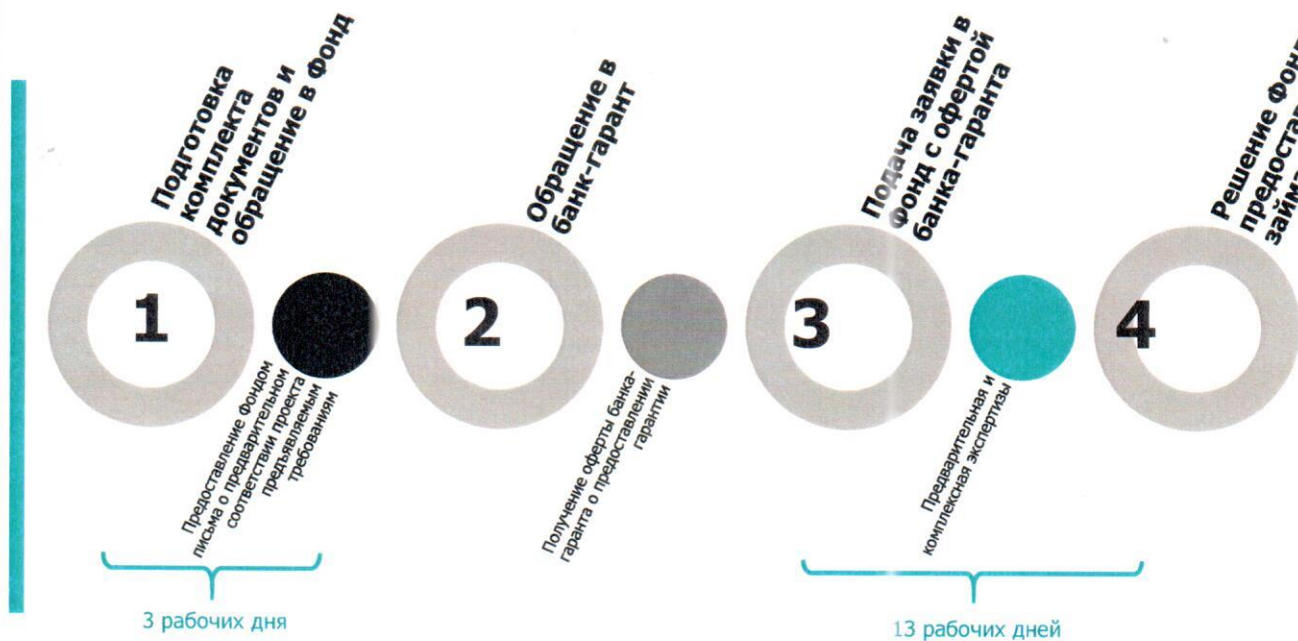 Подготовка
комплекта
документов и
обращение в Фонд
1
Предоставление Фондом
письма о предварительном
соответствии проекта
предъявляемым
требованиям
3 рабочих дня
Обращение в
банк-гарант
2
Получение оферты банка-
гаранта о предоставлении
гарантии
Подача заявки в
Фонд с офертой
банка-гаранта
3
Предварительная и
комплексная экспертизы
13 рабочих дней
Решение
4